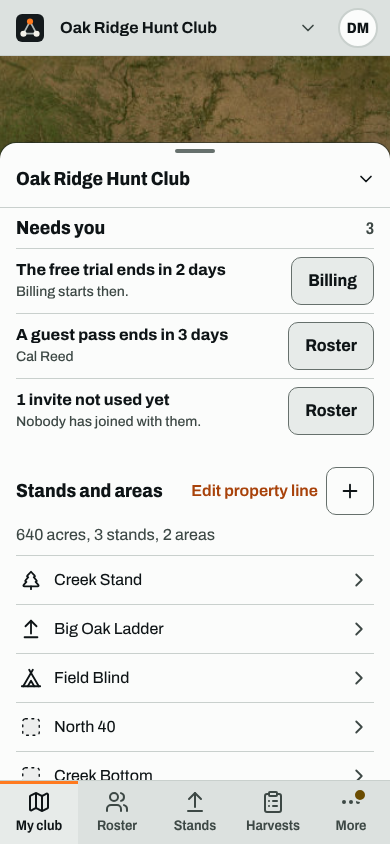 Oak Ridge Hunt Club
DM
Oak Ridge Hunt Club
Needs you
3
The free trial ends in 2 days
Billing starts then.
Billing
A guest pass ends in 3 days
Cal Reed
Roster
1 invite not used yet
Nobody has joined with them.
Roster
Stands and areas
Edit property line
640 acres, 3 stands, 2 areas
Creek Stand
Big Oak Ladder
Field Blind
North 40
Creek Bottom
My club
Roster
Stands
Harvests
More